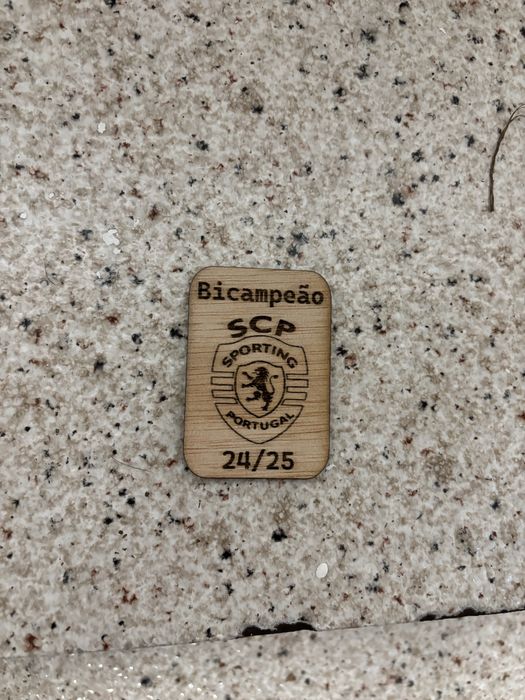 Bicampeão
SCP
SPORTING
PORTUGAL
24/25